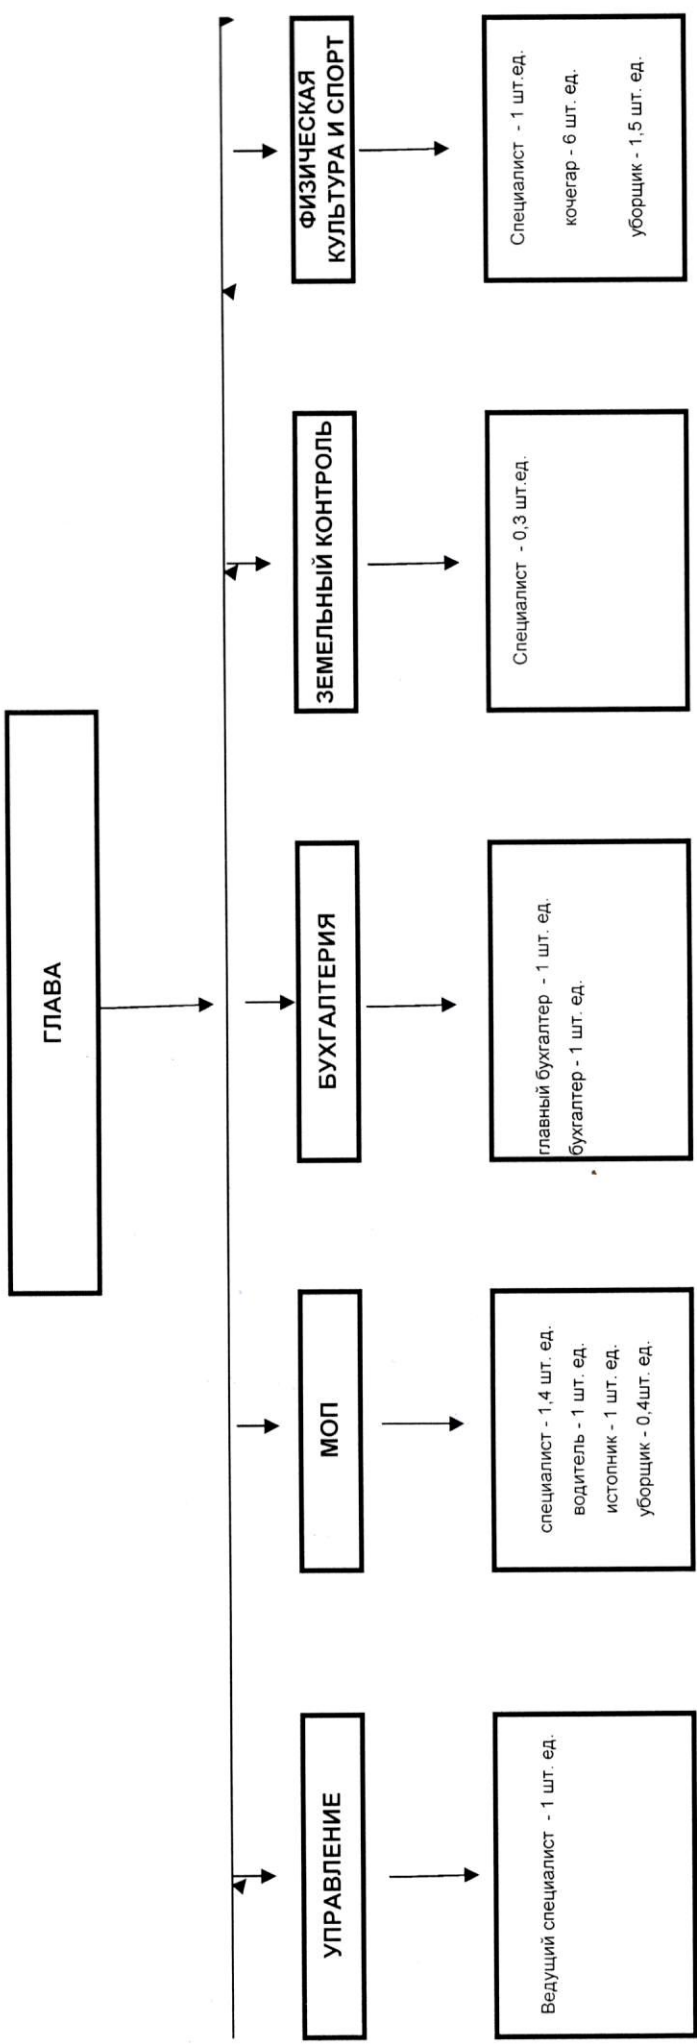 ГЛАВА
УПРАВЛЕНИЕ
МОП
БУХГАЛТЕРИЯ
ЗЕМЕЛЬНЫЙ КОНТРОЛЬ
ФИЗИЧЕСКАЯ
КУЛЬТУРА И СПОРТ
Ведущий специалист - 1 шт. ед.
специалист - 1,4 шт. ед.
водитель - 1 шт. ед.
истопник - 1 шт. ед.
уборщик - 0,4шт. ед.
главный бухгалтер - 1 шт. ед.
бухгалтер - 1 шт. ед.
Специалист - 0,3 шт.ед.
Специалист - 1 шт.ед.
кочегар - 6 шт. ед.
уборщик - 1,5 шт. ед.